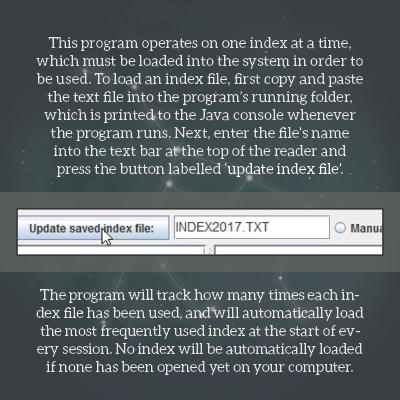 This program operates on one index at a time,
which must be loaded into the system in order to
be used. To load an index file, first copy and paste
the text file into the program's running folder,
which is printed to the Java console whenever
the program runs. Next, enter the file's name
into the text bar at the top of the reader and
press the button labelled 'update index file'.
Update saved index file: INDEX2017.TXT Manua
The program will track how many times each in-
dex file has been used, and will automatically load
the most frequently used index at the start of ev-
ery session. No index will be automatically loaded
if none has been opened yet on your computer.